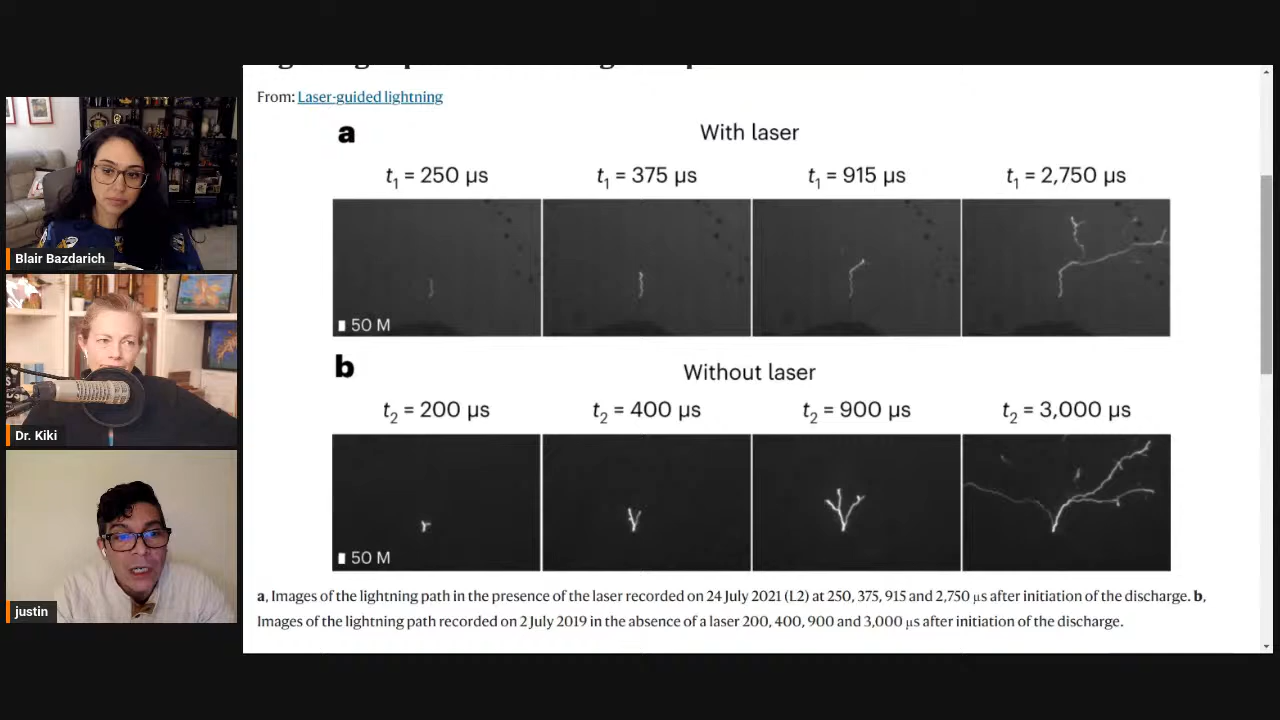 From: Laser-guided lightning
a
With laser
t1 = 250 μs
t1 = 375 μs
t1 = 915 μs
t1 = 2,750 μs
50 M
b
Without laser
t2 = 200 μs
t2 = 400 μs
t2 = 900 μs
t2 = 3,000 μs
50 M
a, Images of the lightning path in the presence of the laser recorded on 24 July 2021 (L2) at 250, 375, 915 and 2,750 μs after initiation of the discharge. b,
Images of the lightning path recorded on 2 July 2019 in the absence of a laser 200, 400, 900 and 3,000 μs after initiation of the discharge.
Blair Bazdarich
Dr. Kiki
justin